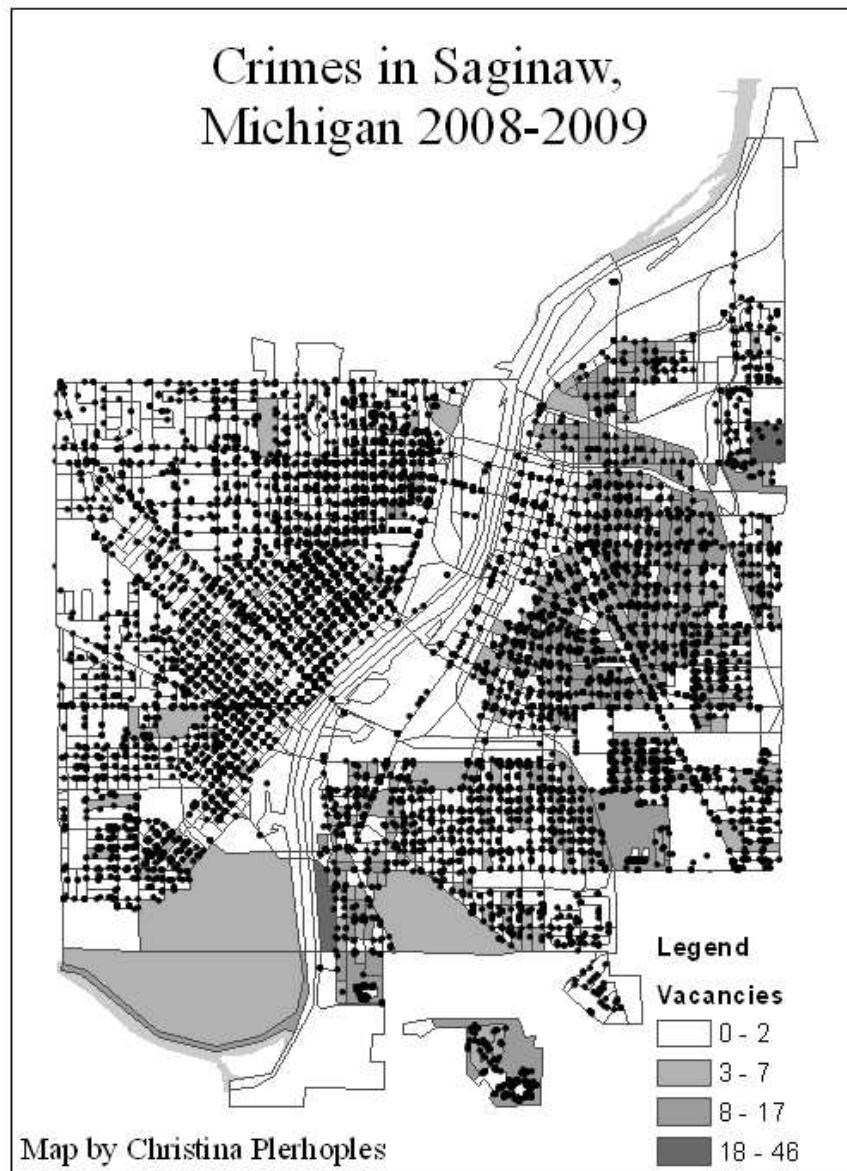 Crimes in Saginaw,
Michigan 2008-2009
Legend
Vacancies
0 - 2
3 - 7
8 - 17
18 - 46
Map by Christina Plerhoples